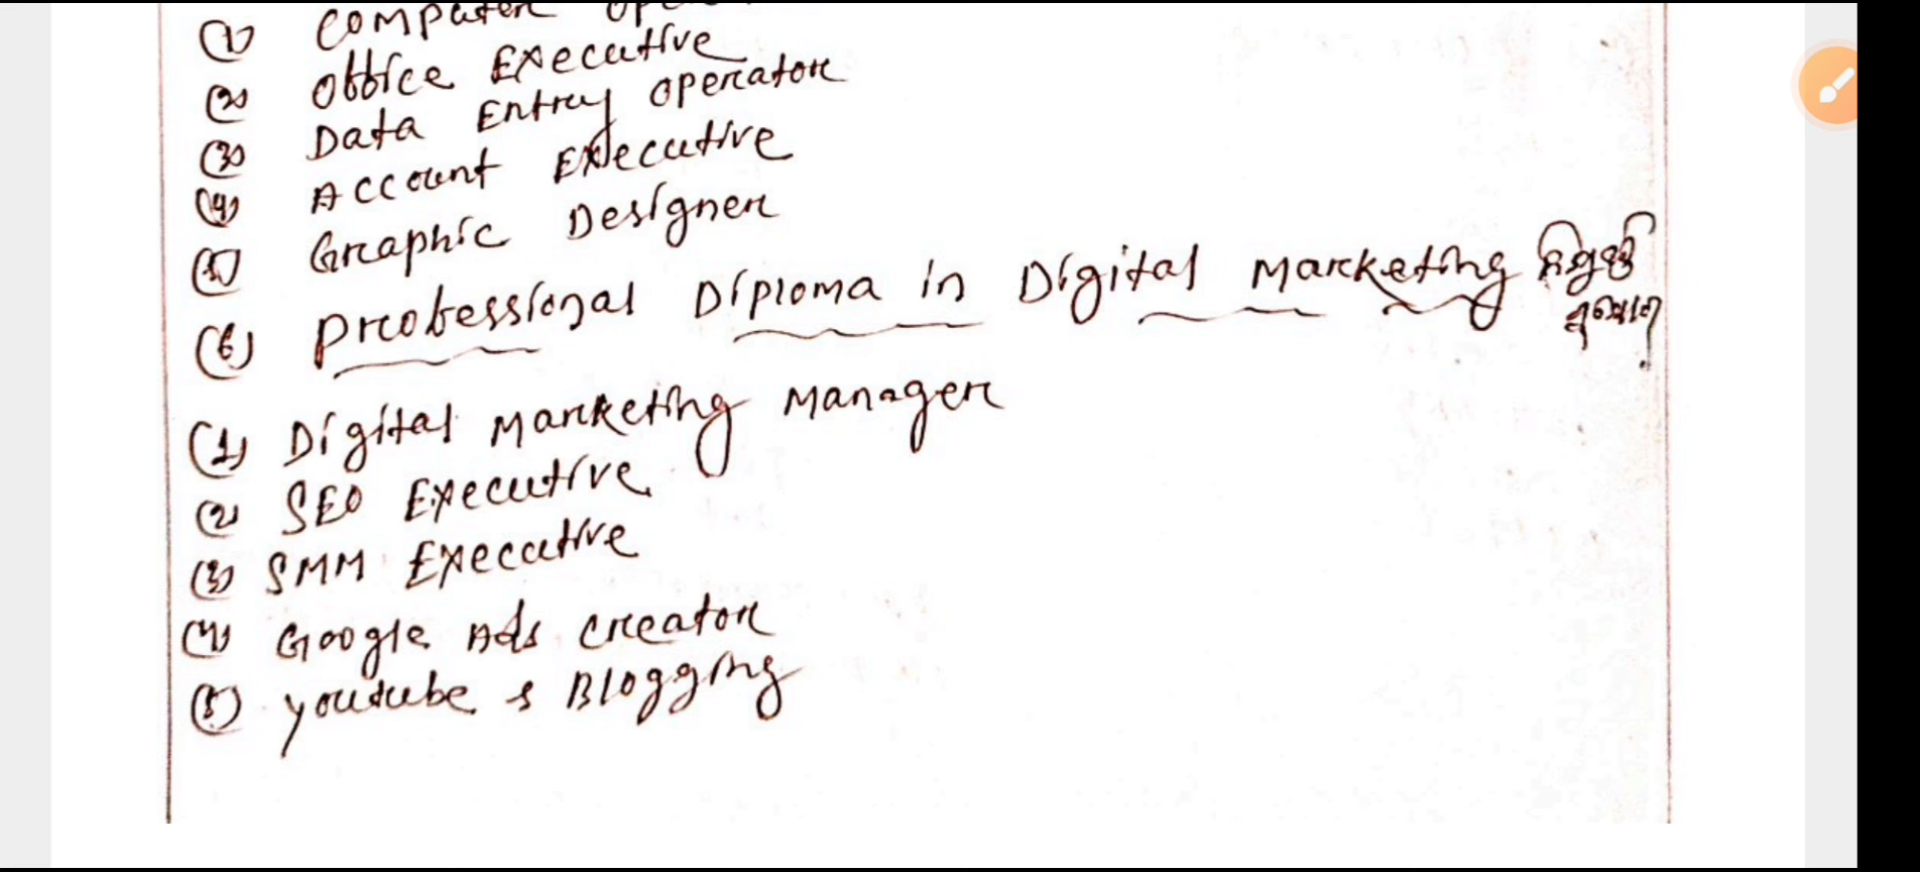 (1) Computer
(2) Office Executive
(3) Data Entry Operator
(4) Account Executive
(5) Graphic Designer
(6) Professional Diploma in Digital Marketing
(1) Digital Marketing Manager
(2) SEO Executive
(3) SMM Executive
(4) Google Ads Creator
(5) Youtube & Blogging